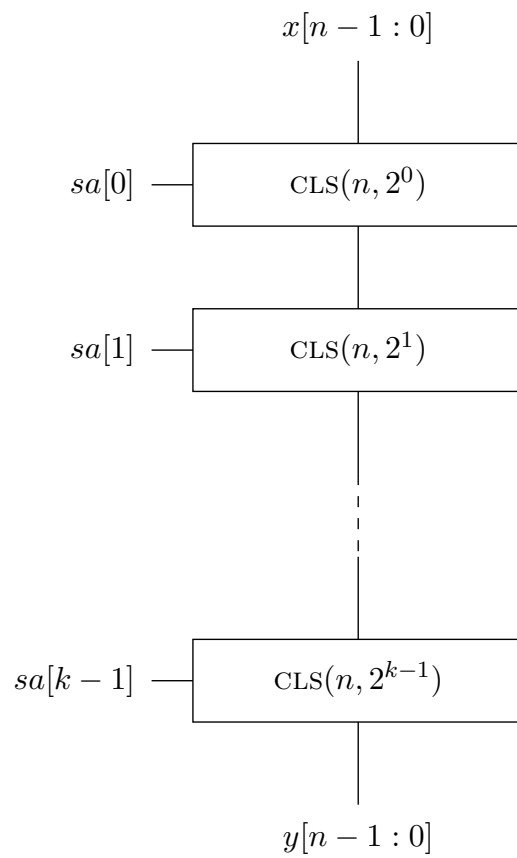 x[n − 1 : 0]
sa[0] CLS(n, 2^0)
sa[1] CLS(n, 2^1)
sa[k − 1] CLS(n, 2^{k−1})
y[n − 1 : 0]